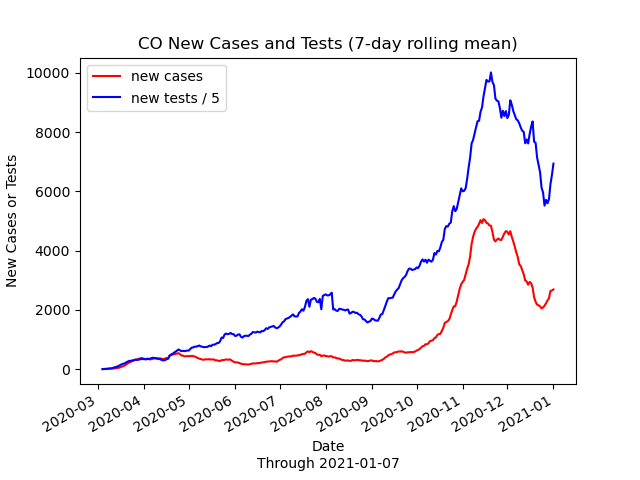 CO New Cases and Tests (7-day rolling mean)
new cases
new tests / 5
10000
8000
6000
4000
2000
0
New Cases or Tests
2020-03
2020-04
2020-05
2020-06
2020-07
2020-08
2020-09
2020-10
2020-11
2020-12
2021-01
Date
Through 2021-01-07